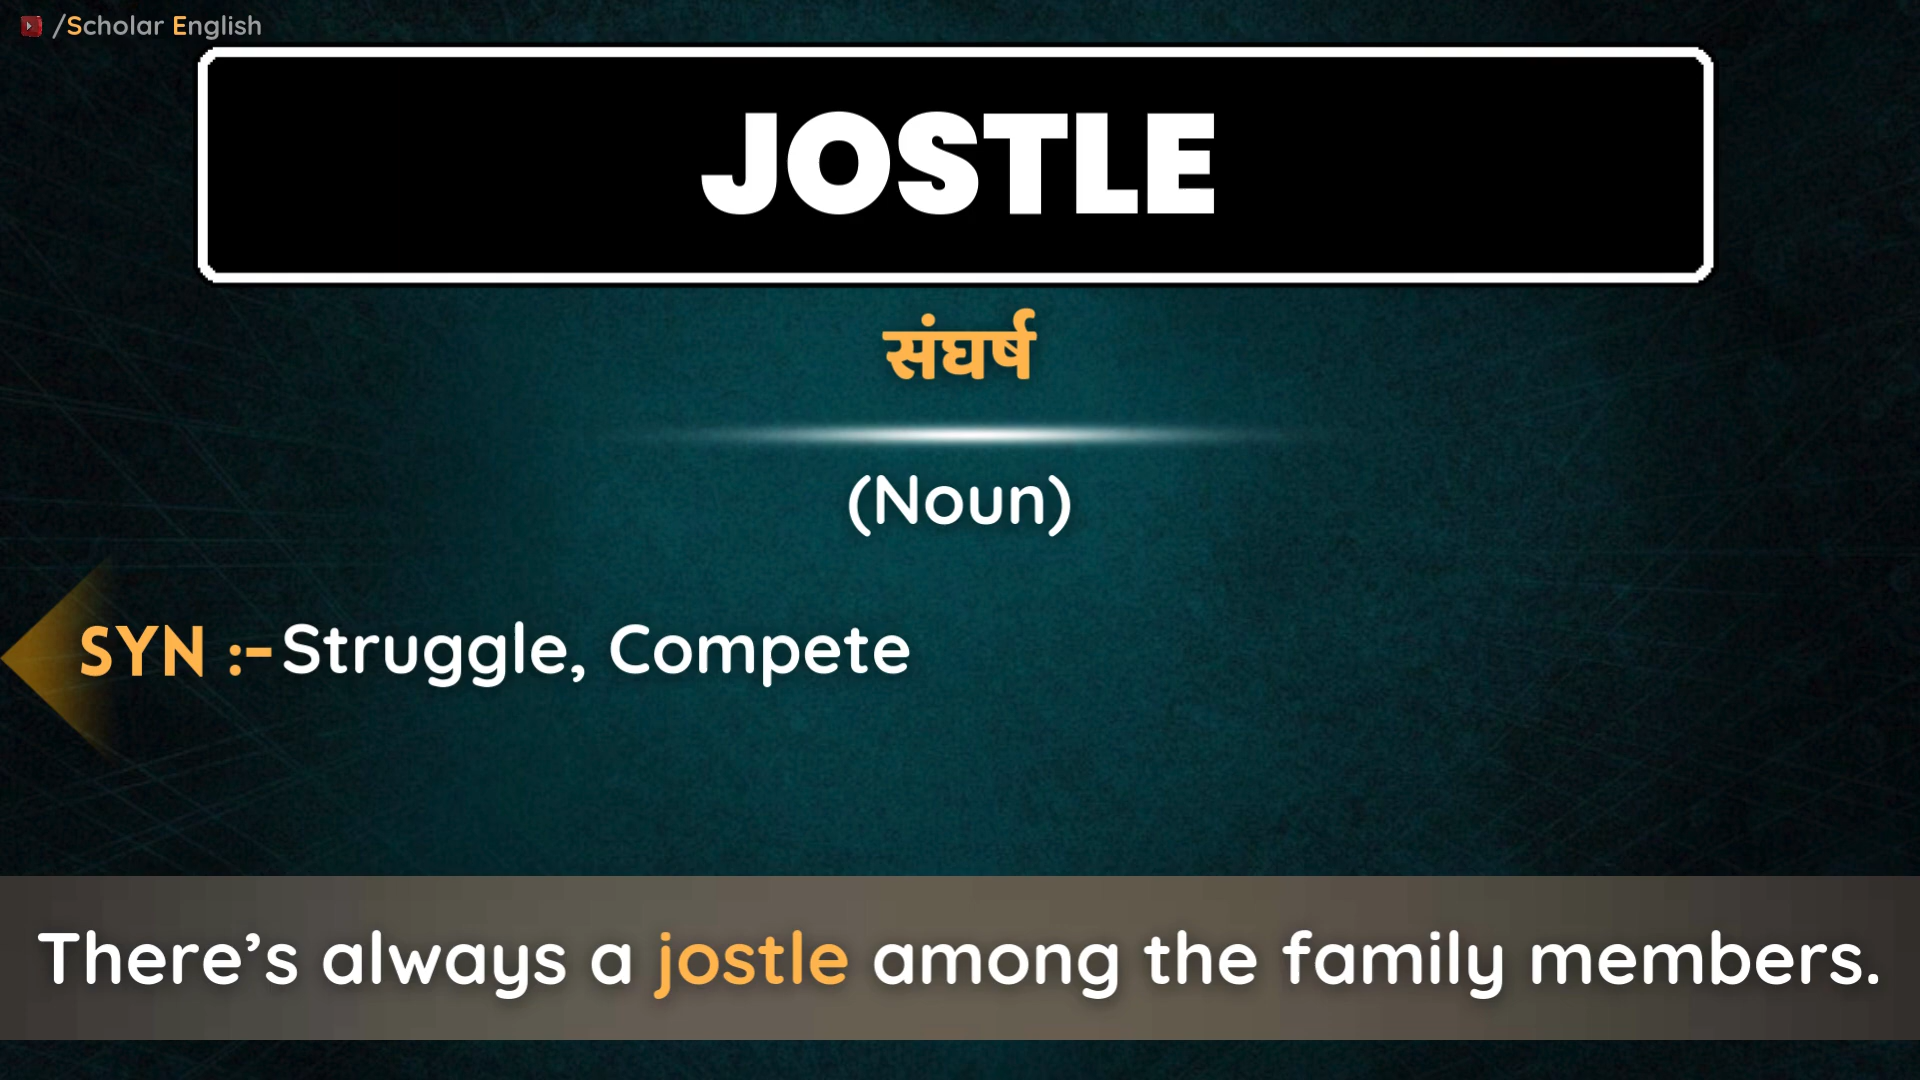 /Scholar English
JOSTLE
संघर्ष
(Noun)
SYN :- Struggle, Compete
There’s always a jostle among the family members.